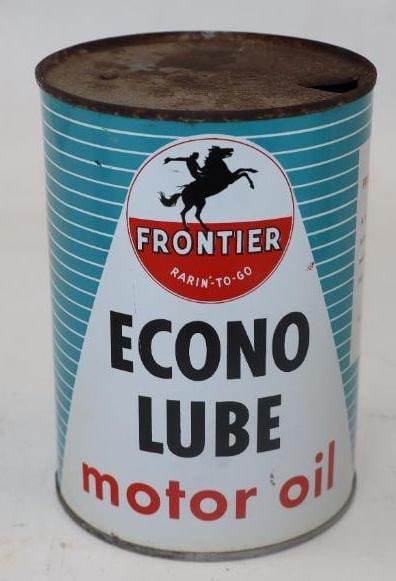 FRONTIER
RARIN'-TO-GO
ECONO
LUBE
motor oil